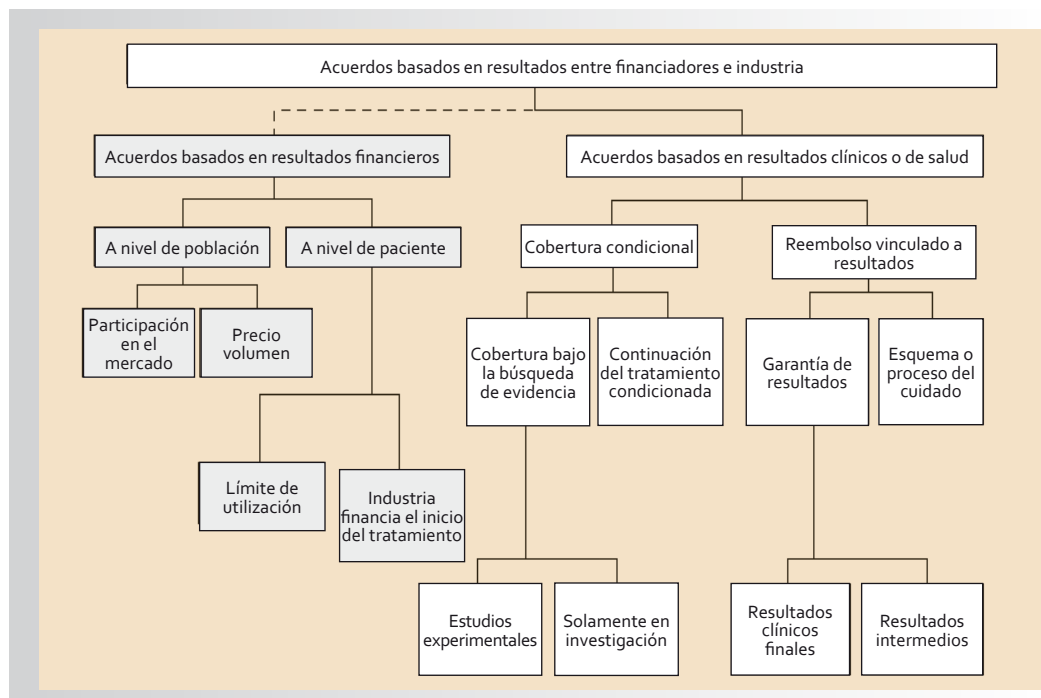 Acuerdos basados en resultados entre financiadores e industria
Acuerdos basados en resultados financieros
Acuerdos basados en resultados clínicos o de salud
A nivel de población
A nivel de paciente
Cobertura condicional
Reembolso vinculado a
resultados
Participación
en el
mercado
Precio
volumen
Cobertura bajo
la búsqueda
de evidencia
Continuación
del tratamiento
condicionada
Garantía de
resultados
Esquema o
proceso del
cuidado
Límite de
utilización
Industria
financia el inicio
del tratamiento
Estudios
experimentales
Solamente en
investigación
Resultados
clínicos
finales
Resultados
intermedios